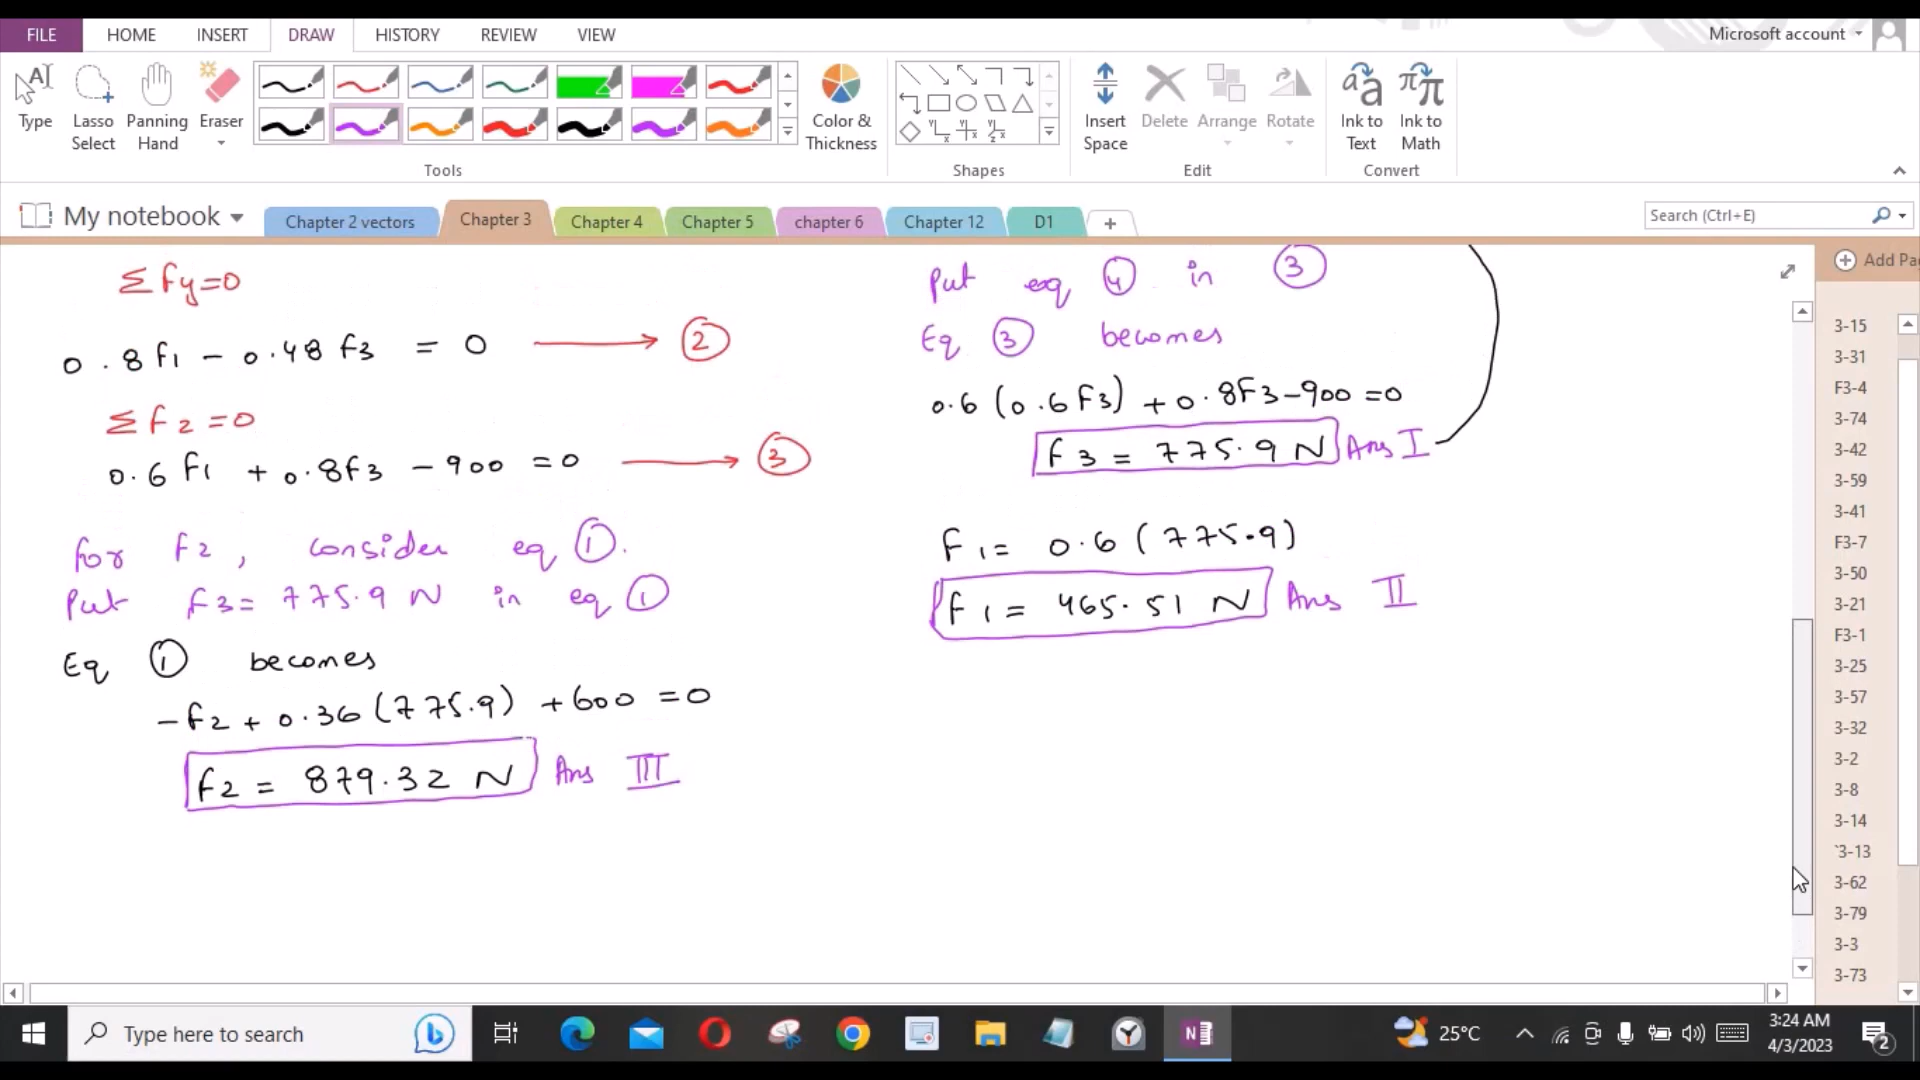 FILE HOME INSERT DRAW HISTORY REVIEW VIEW Microsoft account
Type
Lasso Select
Panning Hand
Eraser
Color & Thickness
Insert Space
Delete
Arrange
Rotate
Ink to Text
Ink to Math
Tools Shapes Edit Convert
My notebook Chapter 2 vectors Chapter 3 Chapter 4 Chapter 5 chapter 6 Chapter 12 D1 + Search (Ctrl+E)
Σfy=0
0.8f1 - 0.48f3 = 0 → ②
Σf2=0
0.6f1 + 0.8f3 - 900 = 0 → ③
for f2, consider eq ①.
Put f3= 775.9 N in eq ①
Eq ① becomes
-f2 + 0.36(775.9) +600 =0
f2 = 879.32 N Ans III
Put eq ④ in ③
Eq ③ becomes
0.6(0.6f3) +0.8F3-900=0
f3 = 775.9 N Ans I
F1= 0.6(775.9)
f1= 465.51 N Ans II
Add Pa
3-15
3-31
F3-4
3-74
3-42
3-59
3-41
F3-7
3-50
3-21
F3-1
3-25
3-57
3-32
3-2
3-8
3-14
`3-13
3-62
3-79
3-3
3-73
Type here to search
25°C
3:24 AM
4/3/2023
2